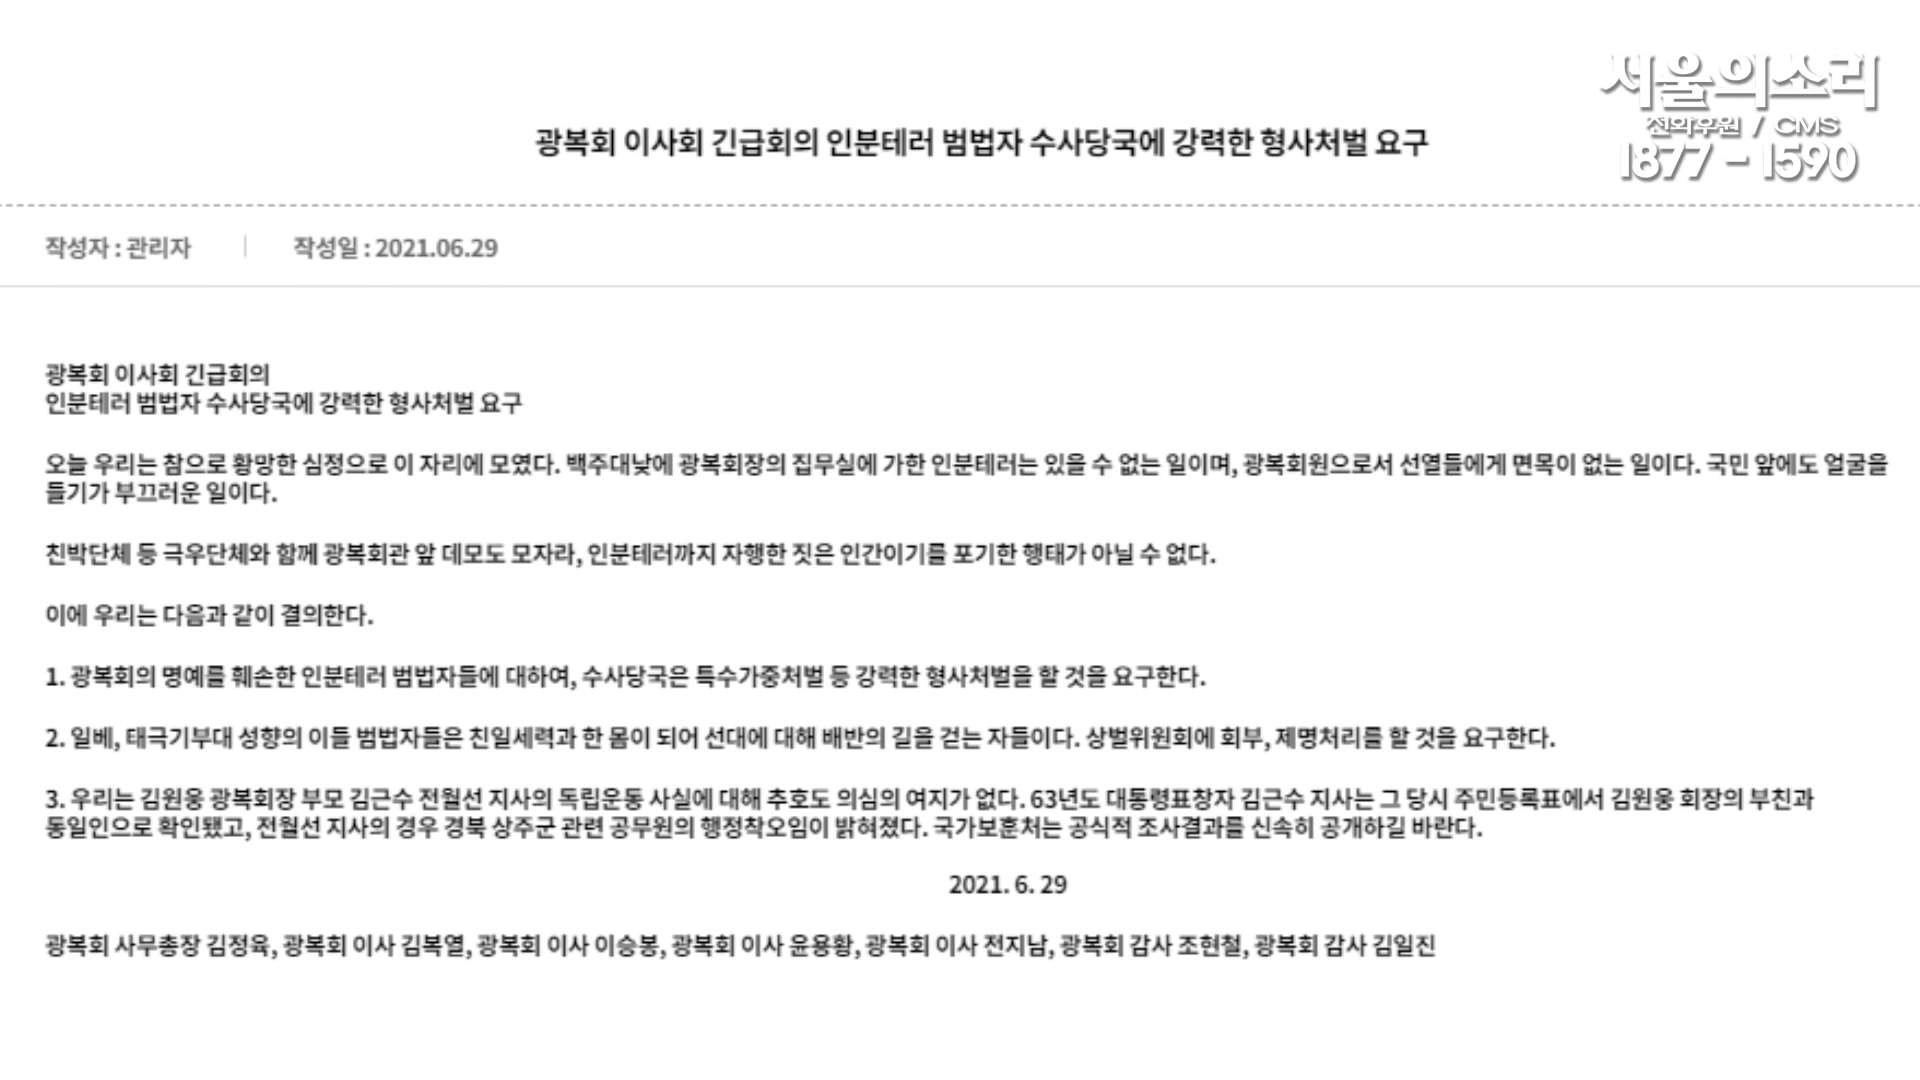 서울의소리
전화후원 / CMS
1877 - 1590
광복회 이사회 긴급회의 인분테러 범법자 수사당국에 강력한 형사처벌 요구
작성자 : 관리자
작성일 : 2021.06.29
광복회 이사회 긴급회의
인분테러 범법자 수사당국에 강력한 형사처벌 요구
오늘 우리는 참으로 황망한 심정으로 이 자리에 모였다. 백주대낮에 광복회장의 집무실에 가한 인분테러는 있을 수 없는 일이며, 광복회원으로서 선열들에게 면목이 없는 일이다. 국민 앞에도 얼굴을
들기가 부끄러운 일이다.
친박단체 등 극우단체와 함께 광복회관 앞 데모도 모자라, 인분테러까지 자행한 짓은 인간이기를 포기한 행태가 아닐 수 없다.
이에 우리는 다음과 같이 결의한다.
1. 광복회의 명예를 훼손한 인분테러 범법자들에 대하여, 수사당국은 특수가중처벌 등 강력한 형사처벌을 할 것을 요구한다.
2. 일베, 태극기부대 성향의 이들 범법자들은 친일세력과 한 몸이 되어 선대에 대해 배반의 길을 걷는 자들이다. 상벌위원회에 회부, 제명처리를 할 것을 요구한다.
3. 우리는 김원웅 광복회장 부모 김근수 전월선 지사의 독립운동 사실에 대해 추호도 의심의 여지가 없다. 63년도 대통령표창자 김근수 지사는 그 당시 주민등록표에서 김원웅 회장의 부친과
동일인으로 확인됐고, 전월선 지사의 경우 경북 상주군 관련 공무원의 행정착오임이 밝혀졌다. 국가보훈처는 공식적 조사결과를 신속히 공개하길 바란다.
2021. 6. 29
광복회 사무총장 김정육, 광복회 이사 김복열, 광복회 이사 이승봉, 광복회 이사 윤용황, 광복회 이사 전지남, 광복회 감사 조현철, 광복회 감사 김일진